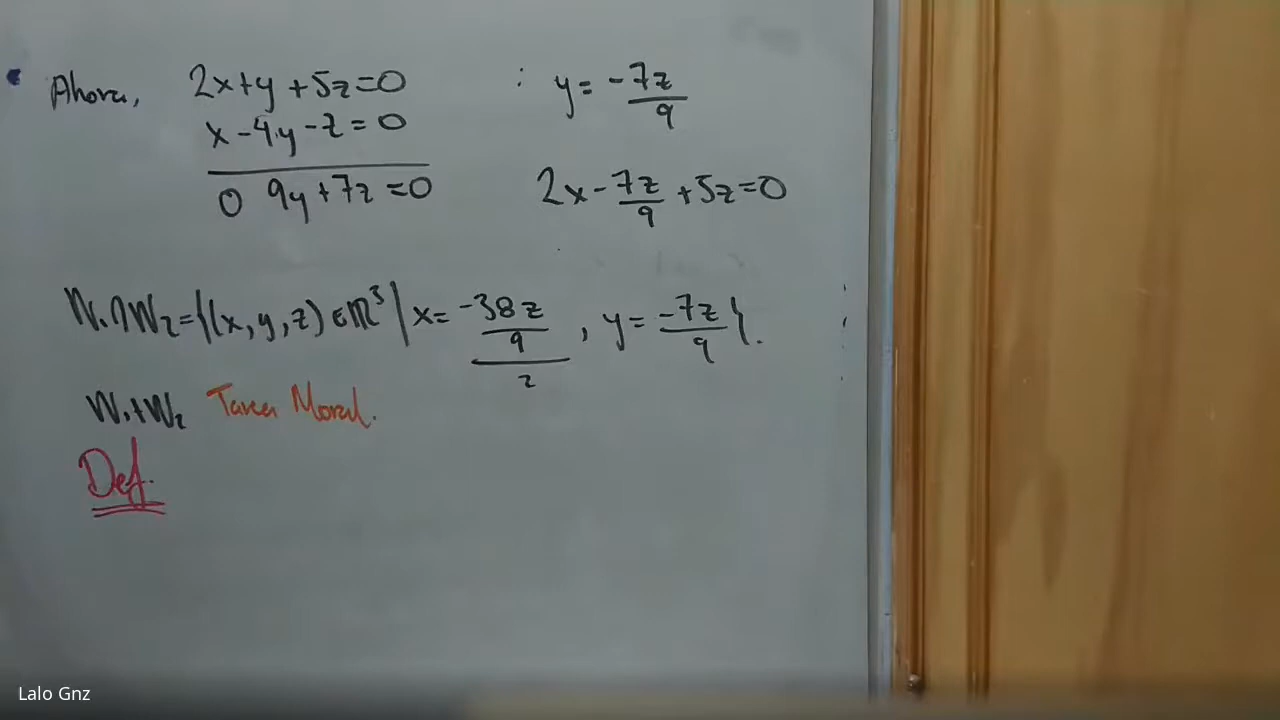 Ahora, 2x+y+5z=0
x-4y-z=0
0 9y+7z=0
∴ y=-7z/9
2x-7z/9+5z=0
W₁∩W₂={(x,y,z)∈ℝ³|x=-38z/9/2, y=-7z/9}.
W₁+W₂ Tarea Moral.
Def.
Lalo Gnz